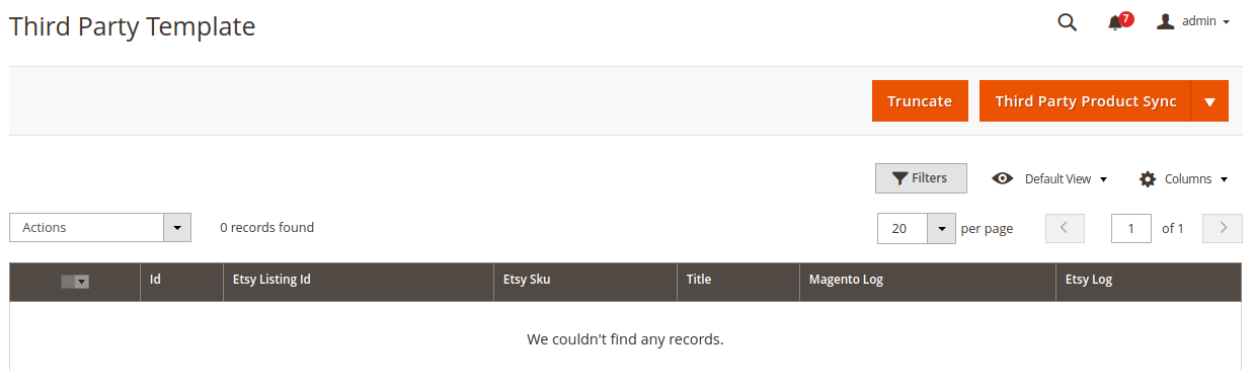 Third Party Template
7
admin
Truncate
Third Party Product Sync
Filters
Default View
Columns
Actions
0 records found
20
per page
1
of 1
Id
Etsy Listing Id
Etsy Sku
Title
Magento Log
Etsy Log
We couldn't find any records.